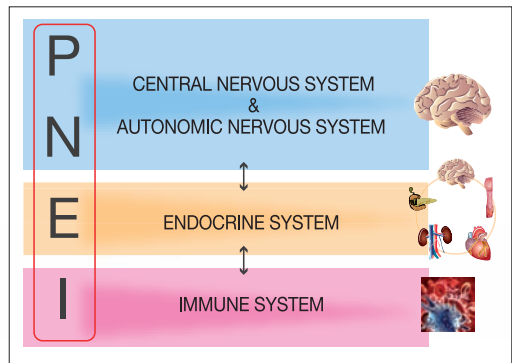 P
N
E
I
CENTRAL NERVOUS SYSTEM
&
AUTONOMIC NERVOUS SYSTEM
ENDOCRINE SYSTEM
IMMUNE SYSTEM